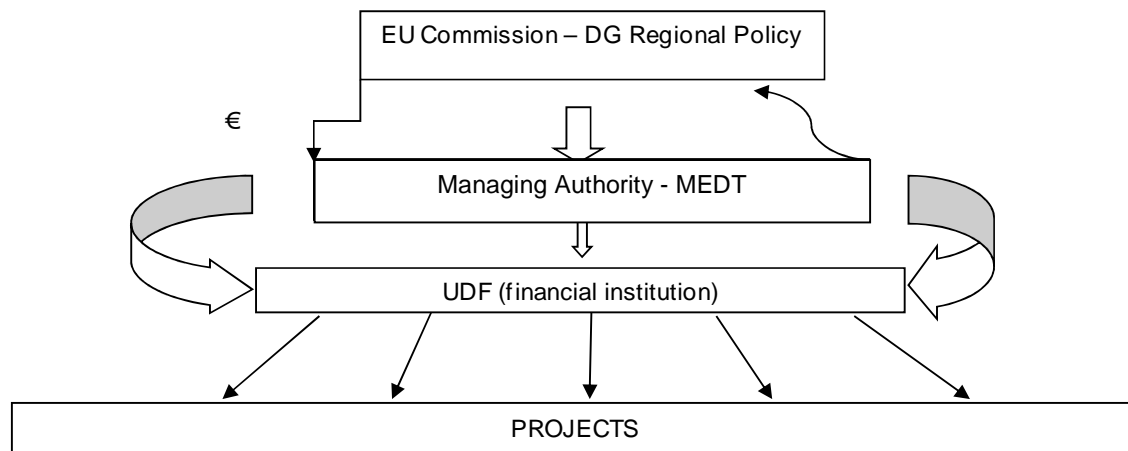 EU Commission – DG Regional Policy
€
Managing Authority - MEDT
UDF (financial institution)
PROJECTS